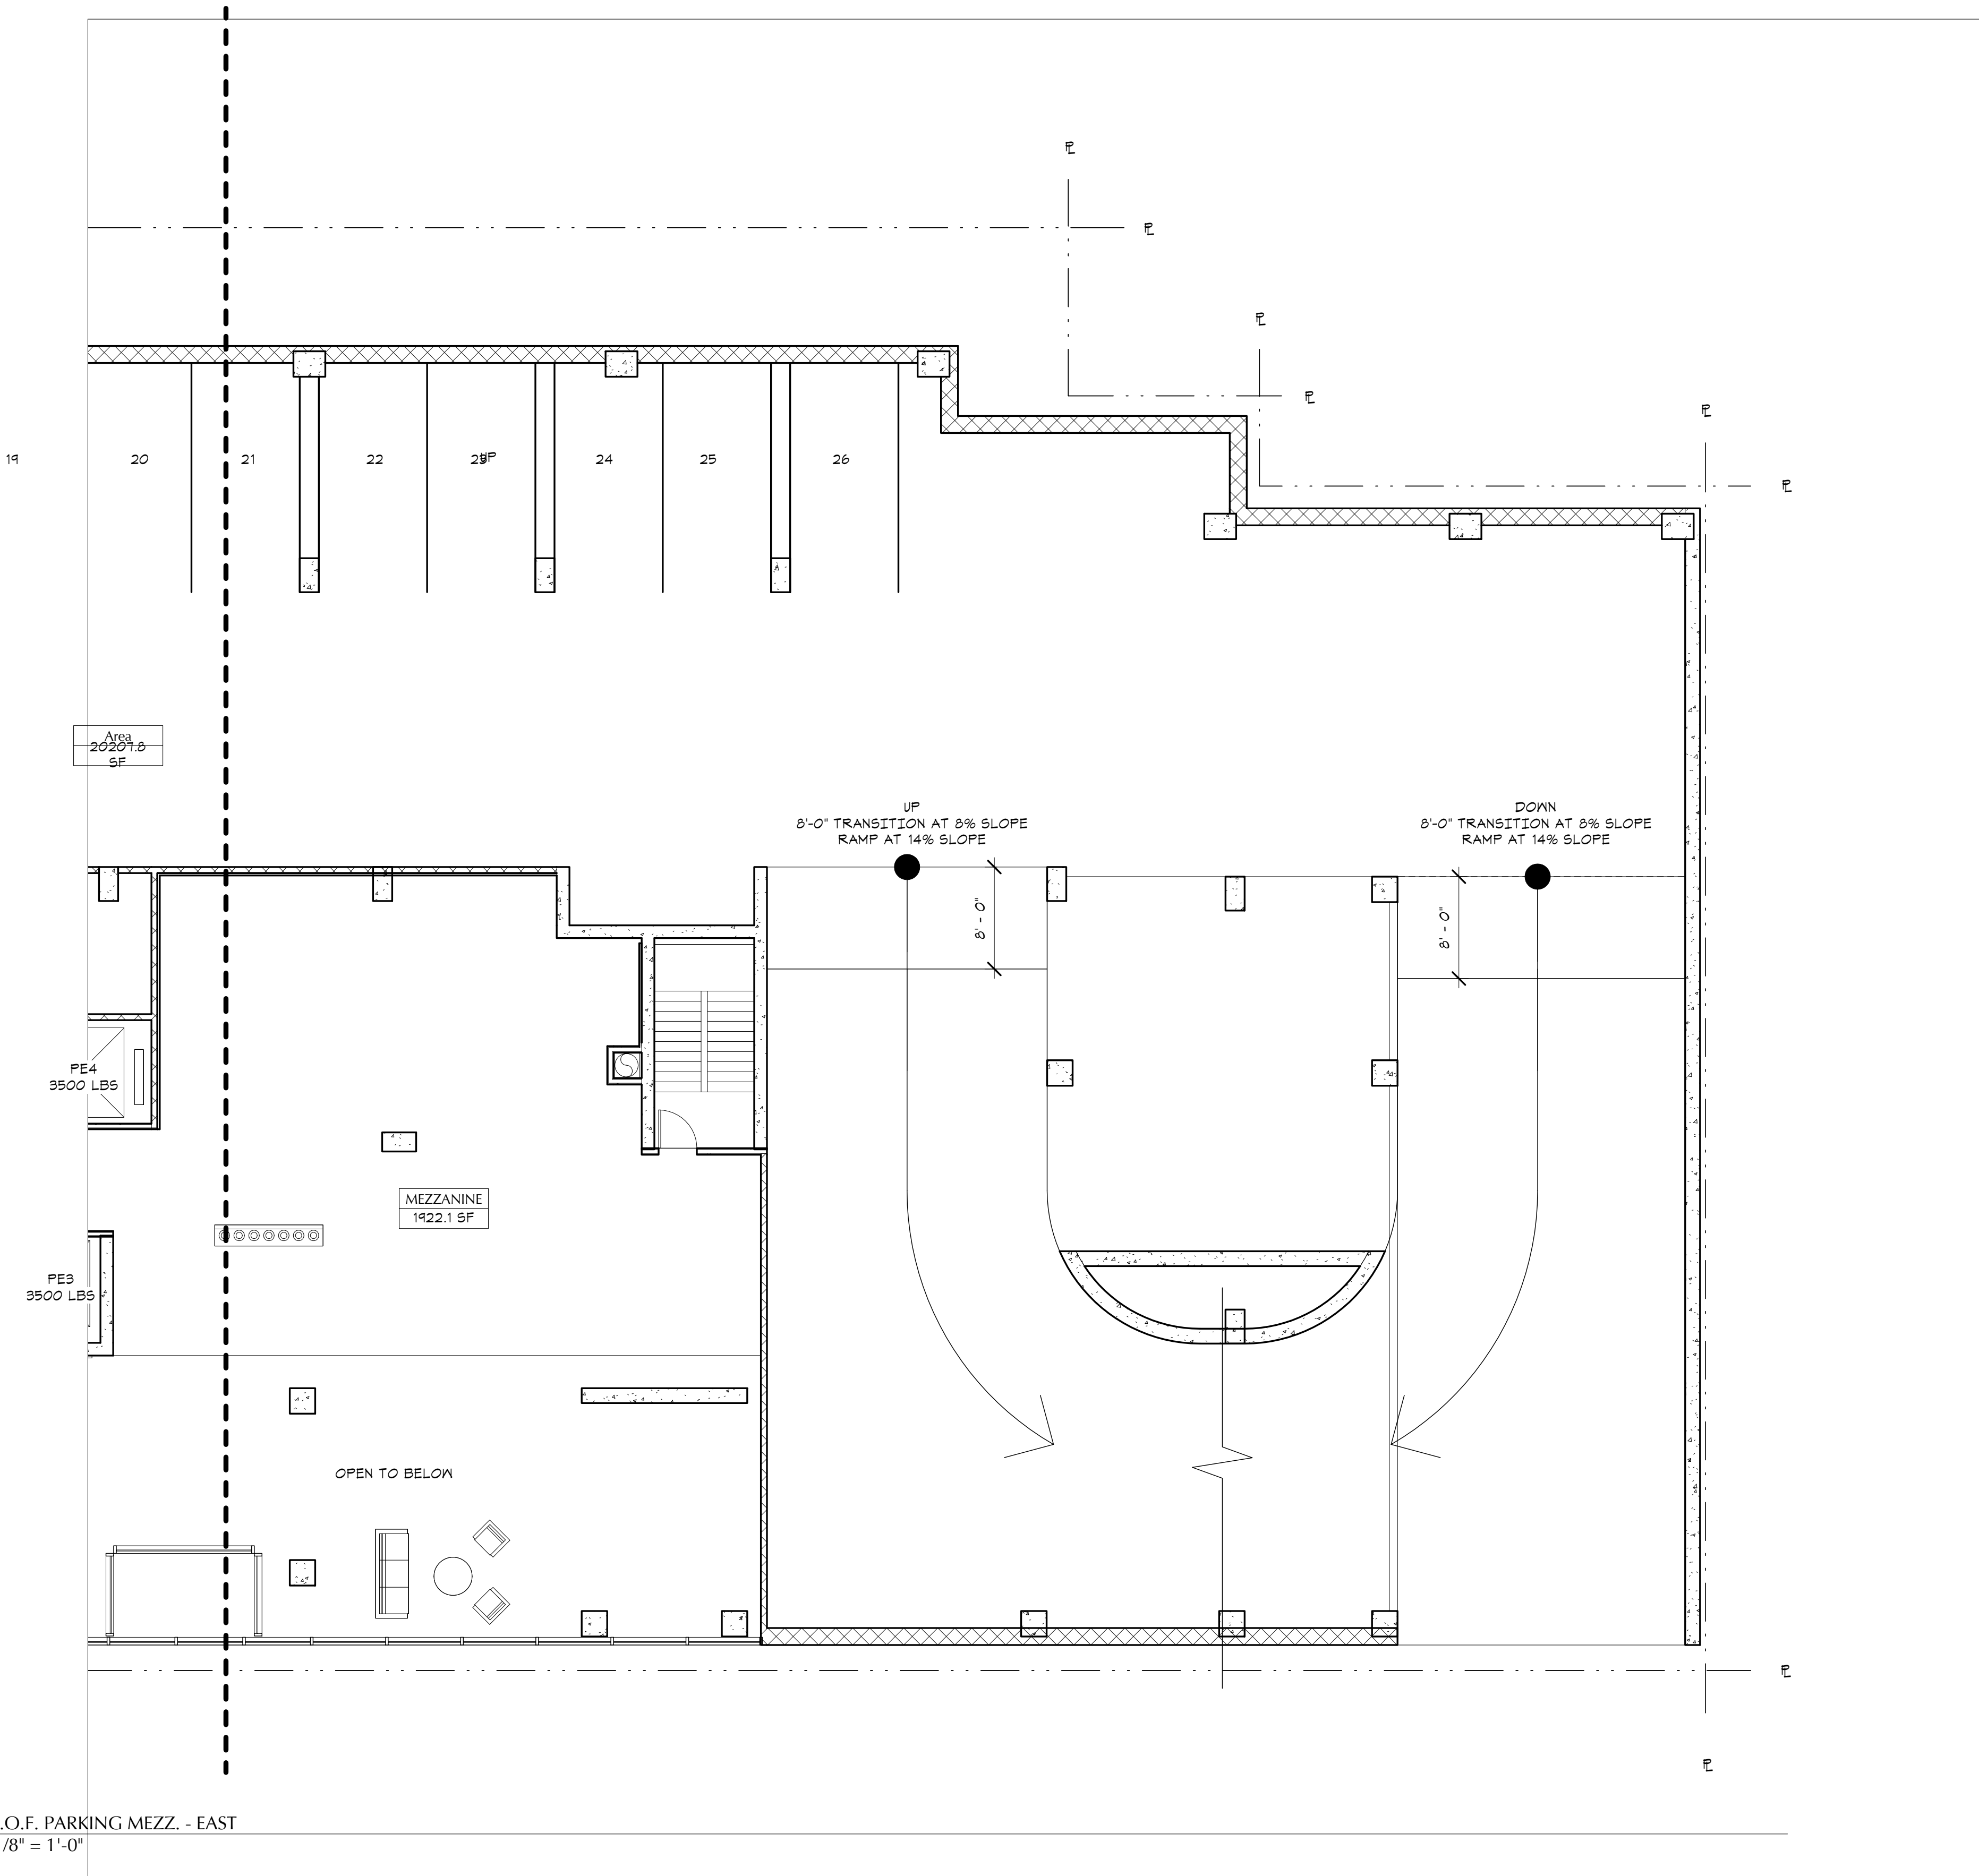 ℄
℄
℄
℄
℄
℄
19
20
21
22
23
UP
24
25
26
Area
20207.8
SF
UP
8'-0" TRANSITION AT 8% SLOPE
RAMP AT 14% SLOPE
DOWN
8'-0" TRANSITION AT 8% SLOPE
RAMP AT 14% SLOPE
8' - 0"
8' - 0"
PE4
3500 LBS
MEZZANINE
1922.1 SF
PE3
3500 LBS
OPEN TO BELOW
℄
℄
.O.F. PARKING MEZZ. - EAST
/8" = 1'-0"